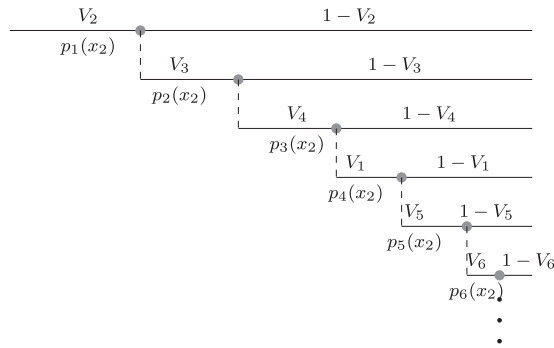 V₂ 1 − V₂
p₁(x₂)
V₃ 1 − V₃
p₂(x₂)
V₄ 1 − V₄
p₃(x₂)
V₁ 1 − V₁
p₄(x₂)
V₅ 1 − V₅
p₅(x₂)
V₆ 1 − V₆
p₆(x₂)